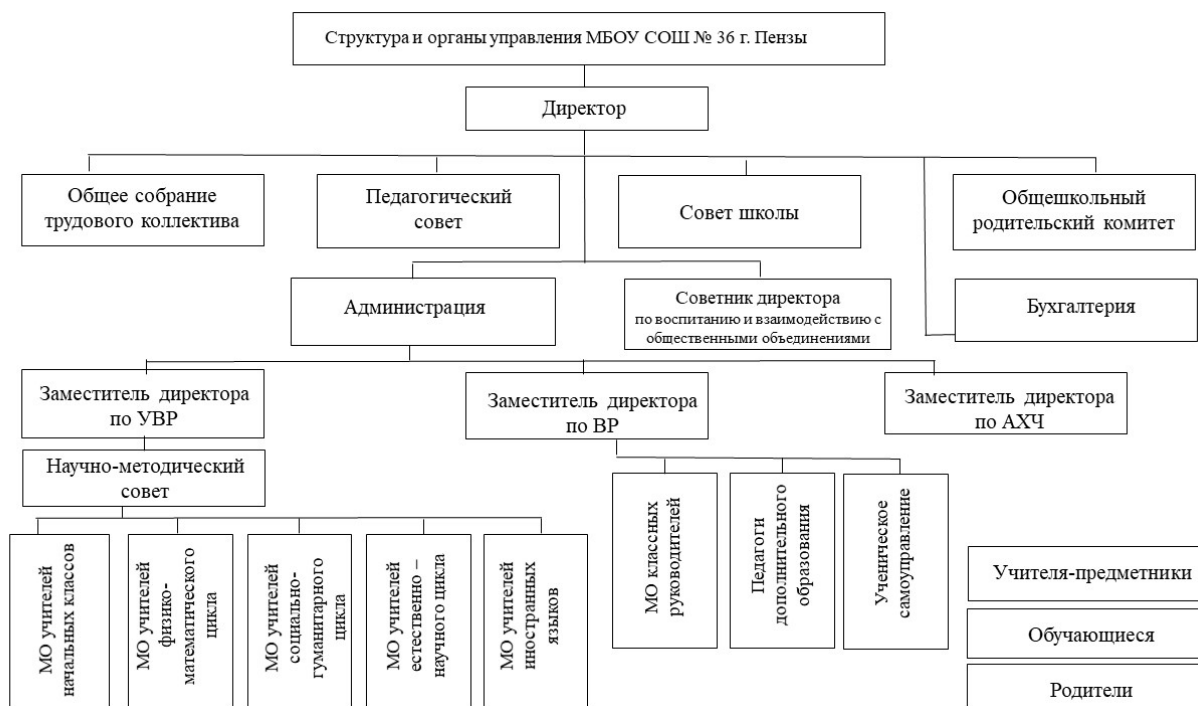 Структура и органы управления МБОУ СОШ № 36 г. Пензы
Директор
Общее собрание
трудового коллектива
Педагогический
совет
Совет школы
Общешкольный
родительский комитет
Администрация
Советник директора
по воспитанию и взаимодействию с
общественными объединениями
Бухгалтерия
Заместитель директора
по УВР
Заместитель директора
по ВР
Заместитель директора
по АХЧ
Научно-методический
совет
МО учителей
начальных классов
МО учителей
физико-
математического
цикла
МО учителей
социально-
гуманитарного
цикла
МО учителей
естественно –
научного цикла
МО учителей
иностранных
языков
МО классных
руководителей
Педагоги
дополнительного
образования
Ученическое
самоуправление
Учителя-предметники
Обучающиеся
Родители